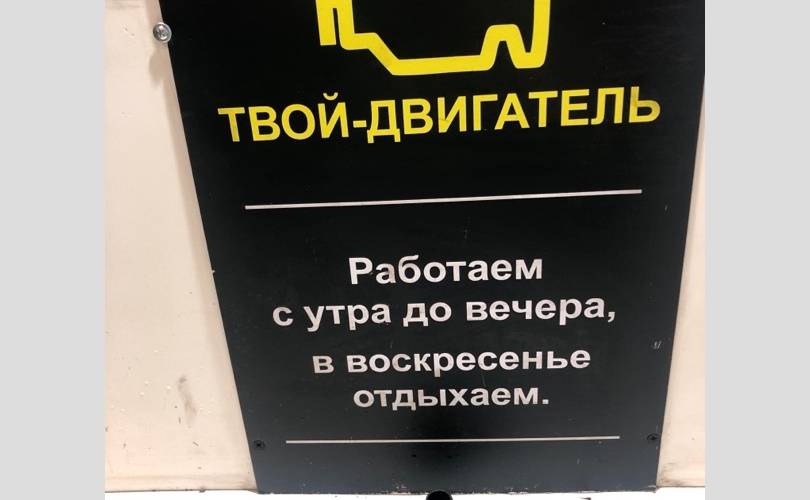 ТВОЙ-ДВИГАТЕЛЬ
Работаем
с утра до вечера,
в воскресенье
отдыхаем.